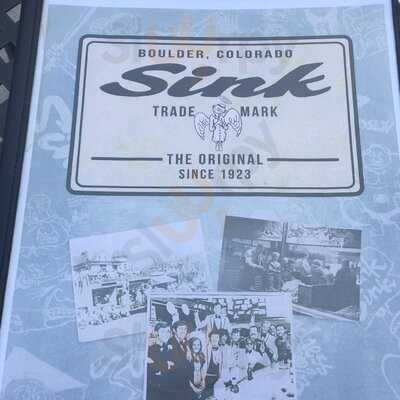 BOULDER, COLORADO
Sink
TRADE MARK
THE ORIGINAL
SINCE 1923